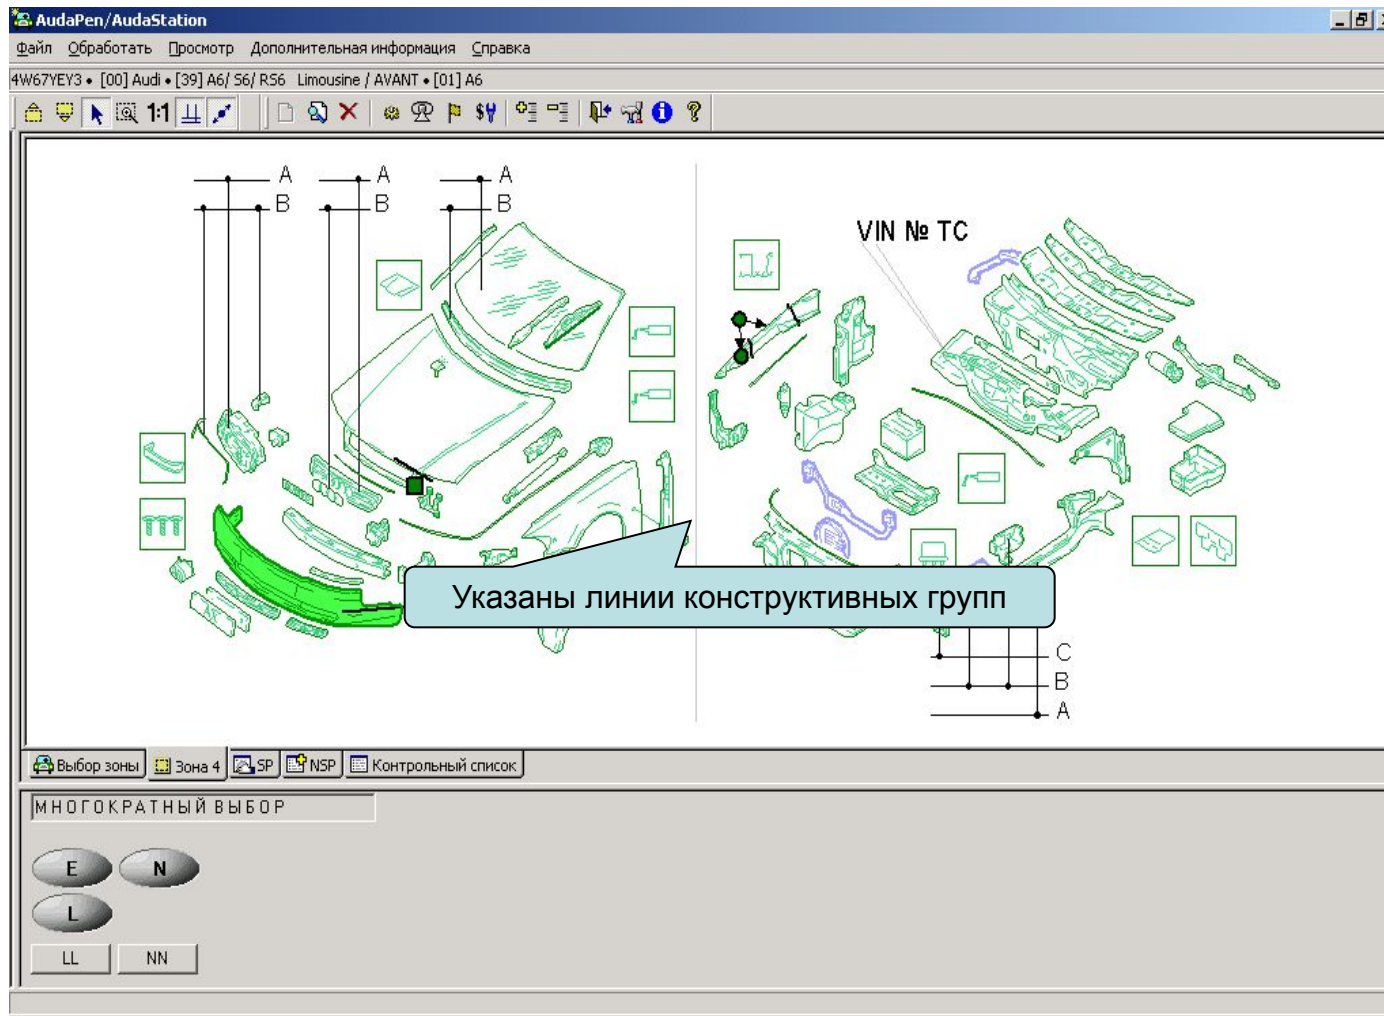 AudaPen/AudaStation
Файл Обработать Просмотр Дополнительная информация Справка
4W67YEY3 • [00] Audi • [39] A6/ S6/ RS6 Limousine / AVANT • [01] A6
1:1
A A A
B B B
VIN № TC
Указаны линии конструктивных групп
C
B
A
Выбор зоны Зона 4 SP NSP Контрольный список
МНОГОКРАТНЫЙ ВЫБОР
E N
L
LL NN